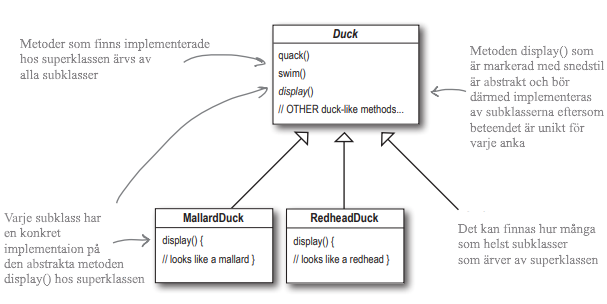 Duck
quack()
swim()
display()
// OTHER duck-like methods...
Metoder som finns implementerade
hos superklassen ärvs av
alla subklasser
Metoden display() som
är markerad med snedstil
är abstrakt och bör
därmed implementeras
av subklasserna eftersom
beteendet är unikt för
varje anka
Varje subklass har
en konkret
implementaion på
den abstrakta metoden
display() hos superklassen
MallardDuck
display() {
// looks like a mallard }
RedheadDuck
display() {
// looks like a redhead }
Det kan finnas hur många
som helst subklasser
som ärver av superklassen